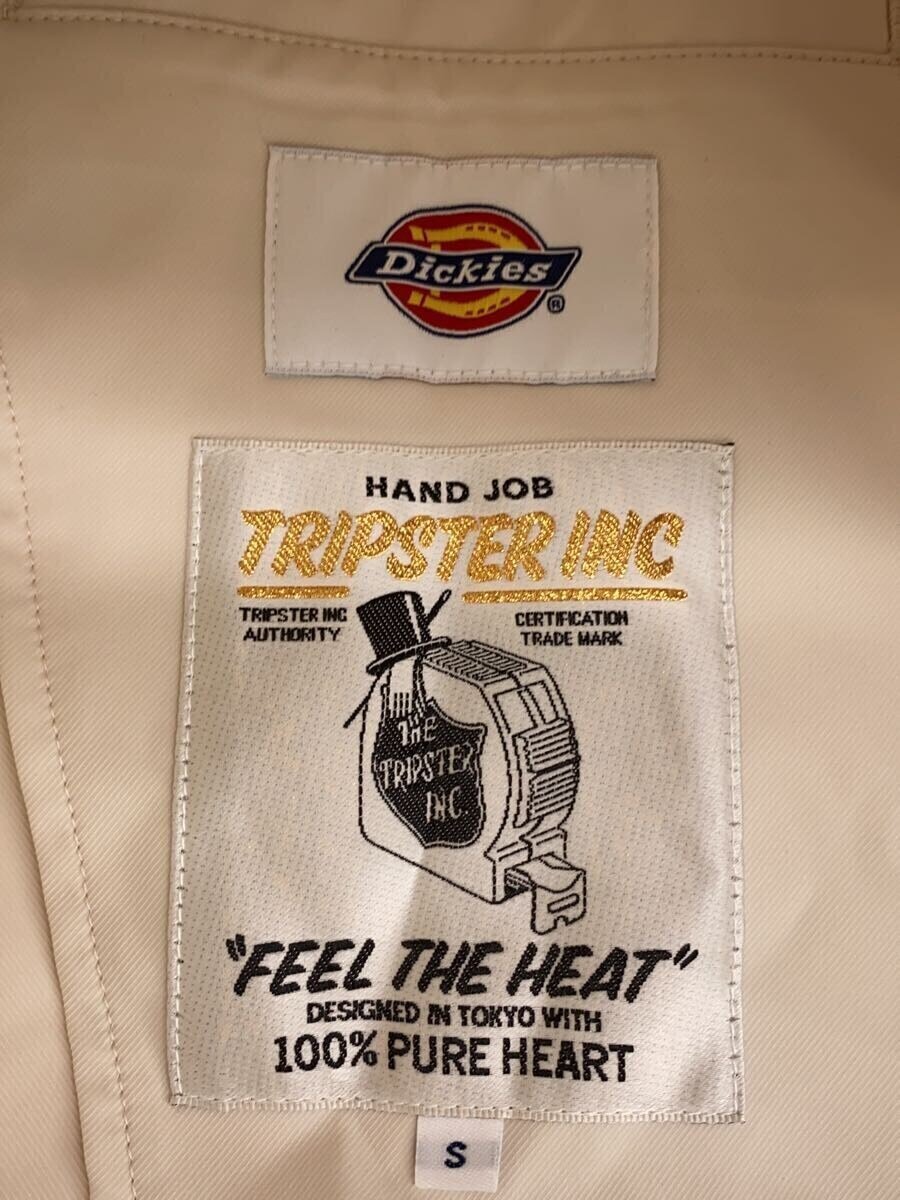 Dickies
®
HAND JOB
TRIPSTER INC
TRIPSTER INC
AUTHORITY
CERTIFICATION
TRADE MARK
THE
TRIPSTER
INC.
"FEEL THE HEAT"
DESIGNED IN TOKYO WITH
100% PURE HEART
S